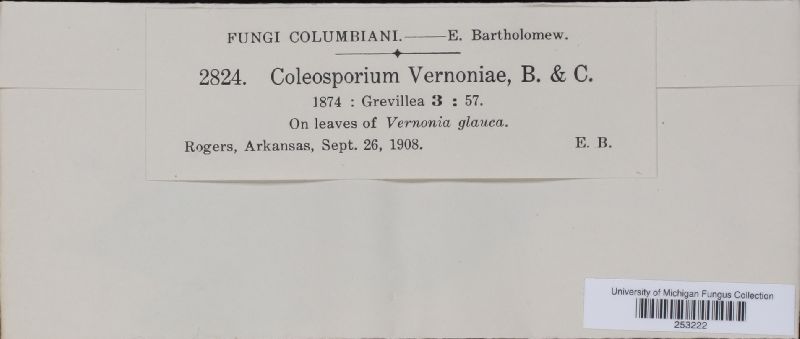 FUNGI COLUMBIANI.——E. Bartholomew.
2824. Coleosporium Vernoniae, B. & C.
1874 : Grevillea 3 : 57.
On leaves of Vernonia glauca.
Rogers, Arkansas, Sept. 26, 1908. E. B.
University of Michigan Fungus Collection
253222